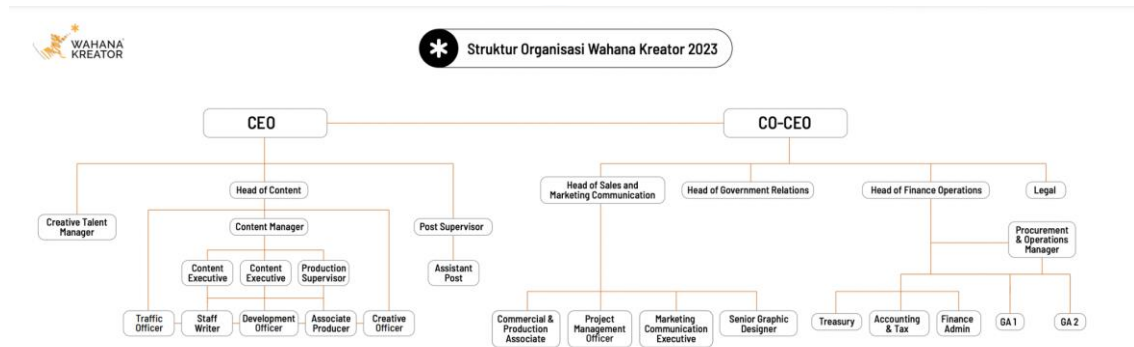 WAHANA
KREATOR
Struktur Organisasi Wahana Kreator 2023
CEO
CO-CEO
Head of Content
Head of Sales and
Marketing Communication
Head of Government Relations
Head of Finance Operations
Legal
Creative Talent
Manager
Content Manager
Post Supervisor
Procurement
& Operations
Manager
Content
Executive
Content
Executive
Production
Supervisor
Assistant
Post
Traffic
Officer
Staff
Writer
Development
Officer
Associate
Producer
Creative
Officer
Commercial &
Production
Associate
Project
Management
Officer
Marketing
Communication
Executive
Senior Graphic
Designer
Treasury
Accounting
& Tax
Finance
Admin
GA 1
GA 2